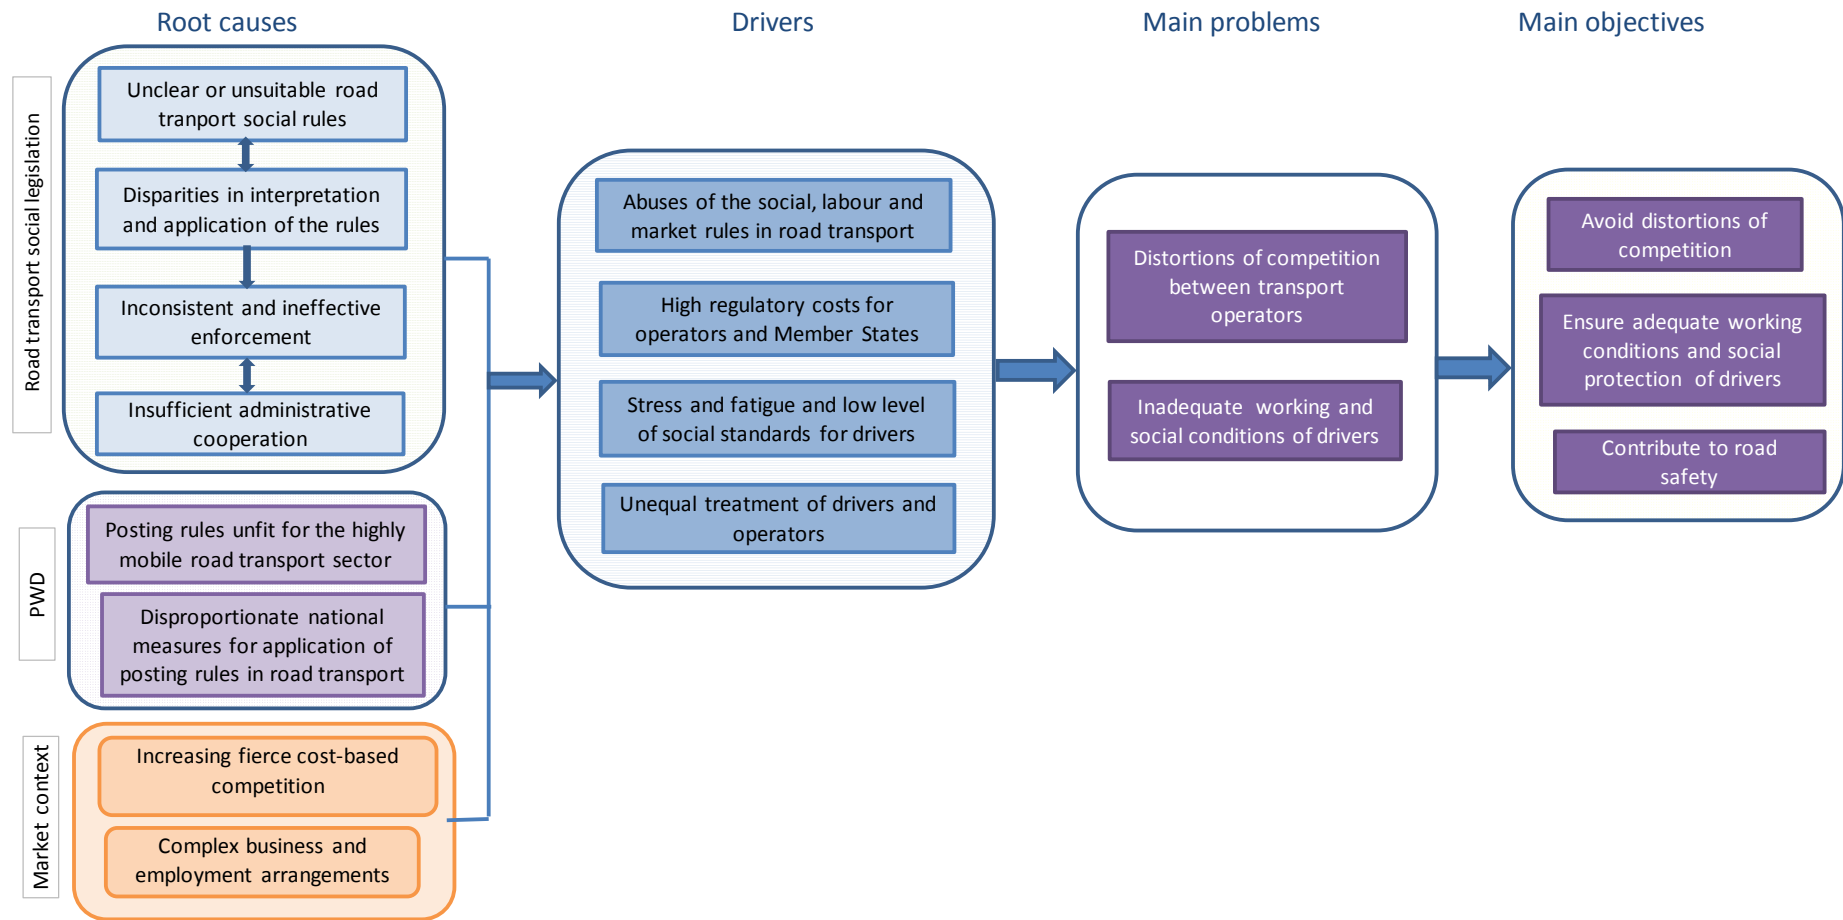 Root causes
Drivers
Main problems
Main objectives
Road transport social legislation
Unclear or unsuitable road
tranport social rules
Disparities in interpretation
and application of the rules
Inconsistent and ineffective
enforcement
Insufficient administrative
cooperation
PWD
Posting rules unfit for the highly
mobile road transport sector
Disproportionate national
measures for application of
posting rules in road transport
Market context
Increasing fierce cost-based
competition
Complex business and
employment arrangements
Abuses of the social, labour and
market rules in road transport
High regulatory costs for
operators and Member States
Stress and fatigue and low level
of social standards for drivers
Unequal treatment of drivers and
operators
Distortions of competition
between transport
operators
Inadequate working and
social conditions of drivers
Avoid distortions of
competition
Ensure adequate working
conditions and social
protection of drivers
Contribute to road
safety